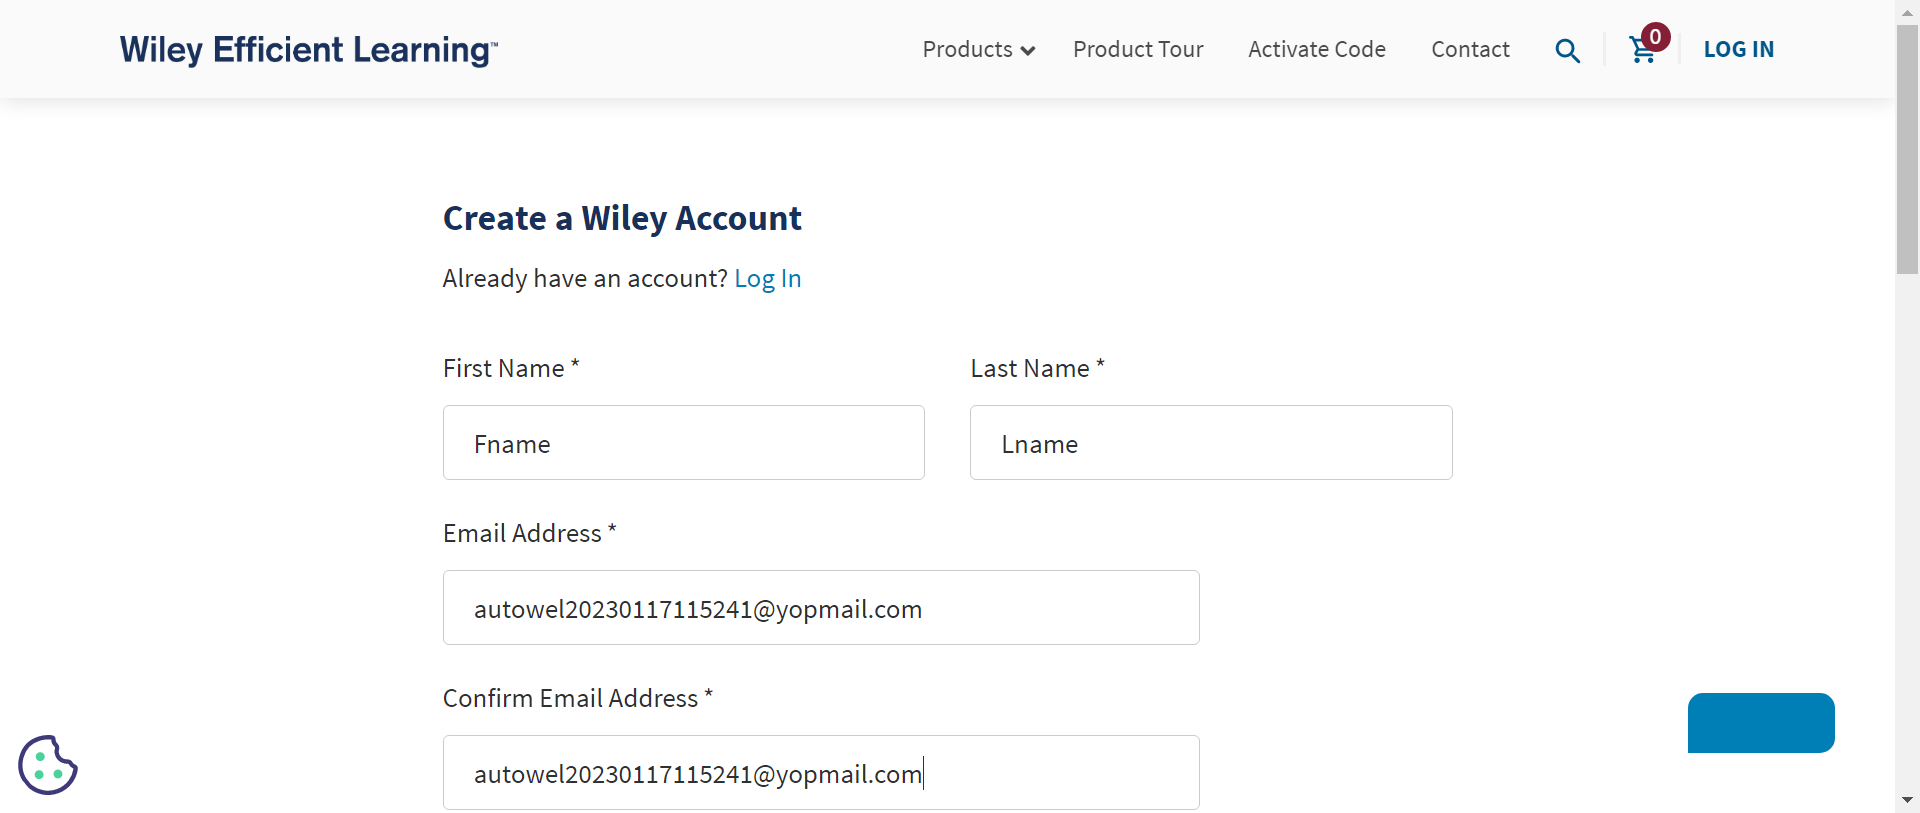 Wiley Efficient Learning™
Products Product Tour Activate Code Contact 0 LOG IN
Create a Wiley Account
Already have an account? Log In
First Name * Last Name *
Fname Lname
Email Address *
autowel20230117115241@yopmail.com
Confirm Email Address *
autowel20230117115241@yopmail.com